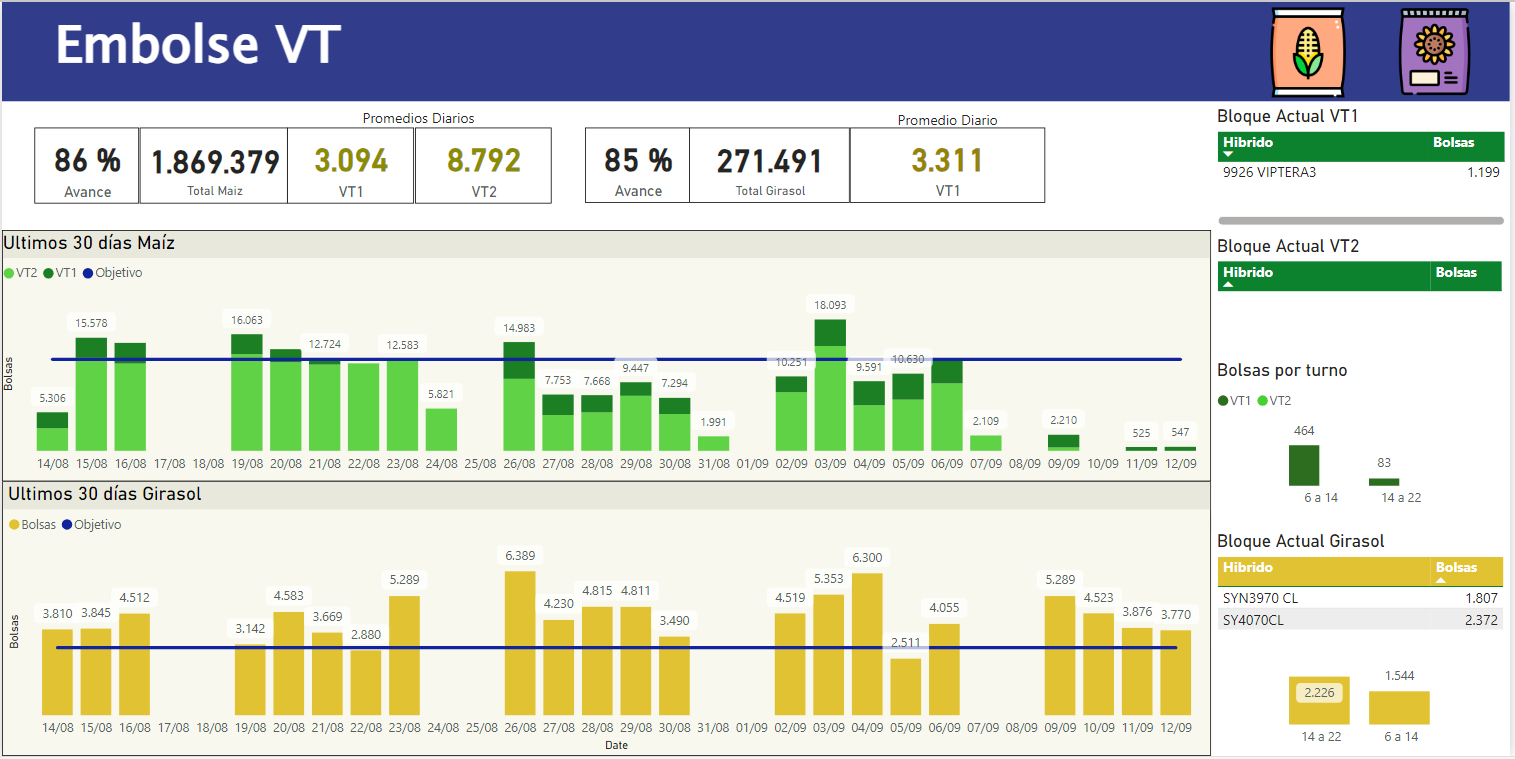 Embolse VT
Promedios Diarios
86 %
Avance
1.869.379
Total Maiz
3.094
VT1
8.792
VT2
Promedio Diario
85 %
Avance
271.491
Total Girasol
3.311
VT1
Ultimos 30 días Maíz
VT2 VT1 Objetivo
Bolsas
5.306
15.578
16.063
12.724
12.583
5.821
14.983
7.753
7.668
9.447
7.294
1.991
10.251
18.093
9.591
10.630
2.109
2.210
525
547
14/08 15/08 16/08 17/08 18/08 19/08 20/08 21/08 22/08 23/08 24/08 25/08 26/08 27/08 28/08 29/08 30/08 31/08 01/09 02/09 03/09 04/09 05/09 06/09 07/09 08/09 09/09 10/09 11/09 12/09
Ultimos 30 días Girasol
Bolsas Objetivo
Bolsas
3.810
3.845
4.512
3.142
4.583
3.669
2.880
5.289
6.389
4.230
4.815
4.811
3.490
4.519
5.353
6.300
2.511
4.055
5.289
4.523
3.876
3.770
14/08 15/08 16/08 17/08 18/08 19/08 20/08 21/08 22/08 23/08 24/08 25/08 26/08 27/08 28/08 29/08 30/08 31/08 01/09 02/09 03/09 04/09 05/09 06/09 07/09 08/09 09/09 10/09 11/09 12/09
Date
Bloque Actual VT1
Hibrido Bolsas
9926 VIPTERA3 1.199
Bloque Actual VT2
Hibrido Bolsas
Bolsas por turno
VT1 VT2
464
83
6 a 14 14 a 22
Bloque Actual Girasol
Hibrido Bolsas
SYN3970 CL 1.807
SY4070CL 2.372
2.226
1.544
14 a 22 6 a 14